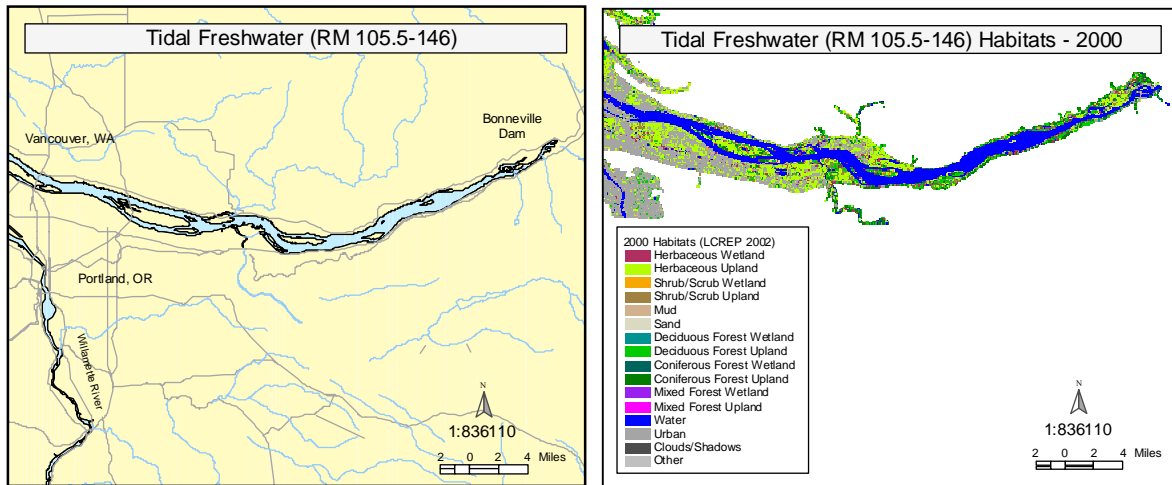 Tidal Freshwater (RM 105.5-146)
Bonneville
Dam
Vancouver, WA
Portland, OR
Willamette River
N
1:836110
2 0 2 4 Miles
Tidal Freshwater (RM 105.5-146) Habitats - 2000
2000 Habitats (LCREP 2002)
Herbaceous Wetland
Herbaceous Upland
Shrub/Scrub Wetland
Shrub/Scrub Upland
Mud
Sand
Deciduous Forest Wetland
Deciduous Forest Upland
Coniferous Forest Wetland
Coniferous Forest Upland
Mixed Forest Wetland
Mixed Forest Upland
Water
Urban
Clouds/Shadows
Other
N
1:836110
2 0 2 4 Miles